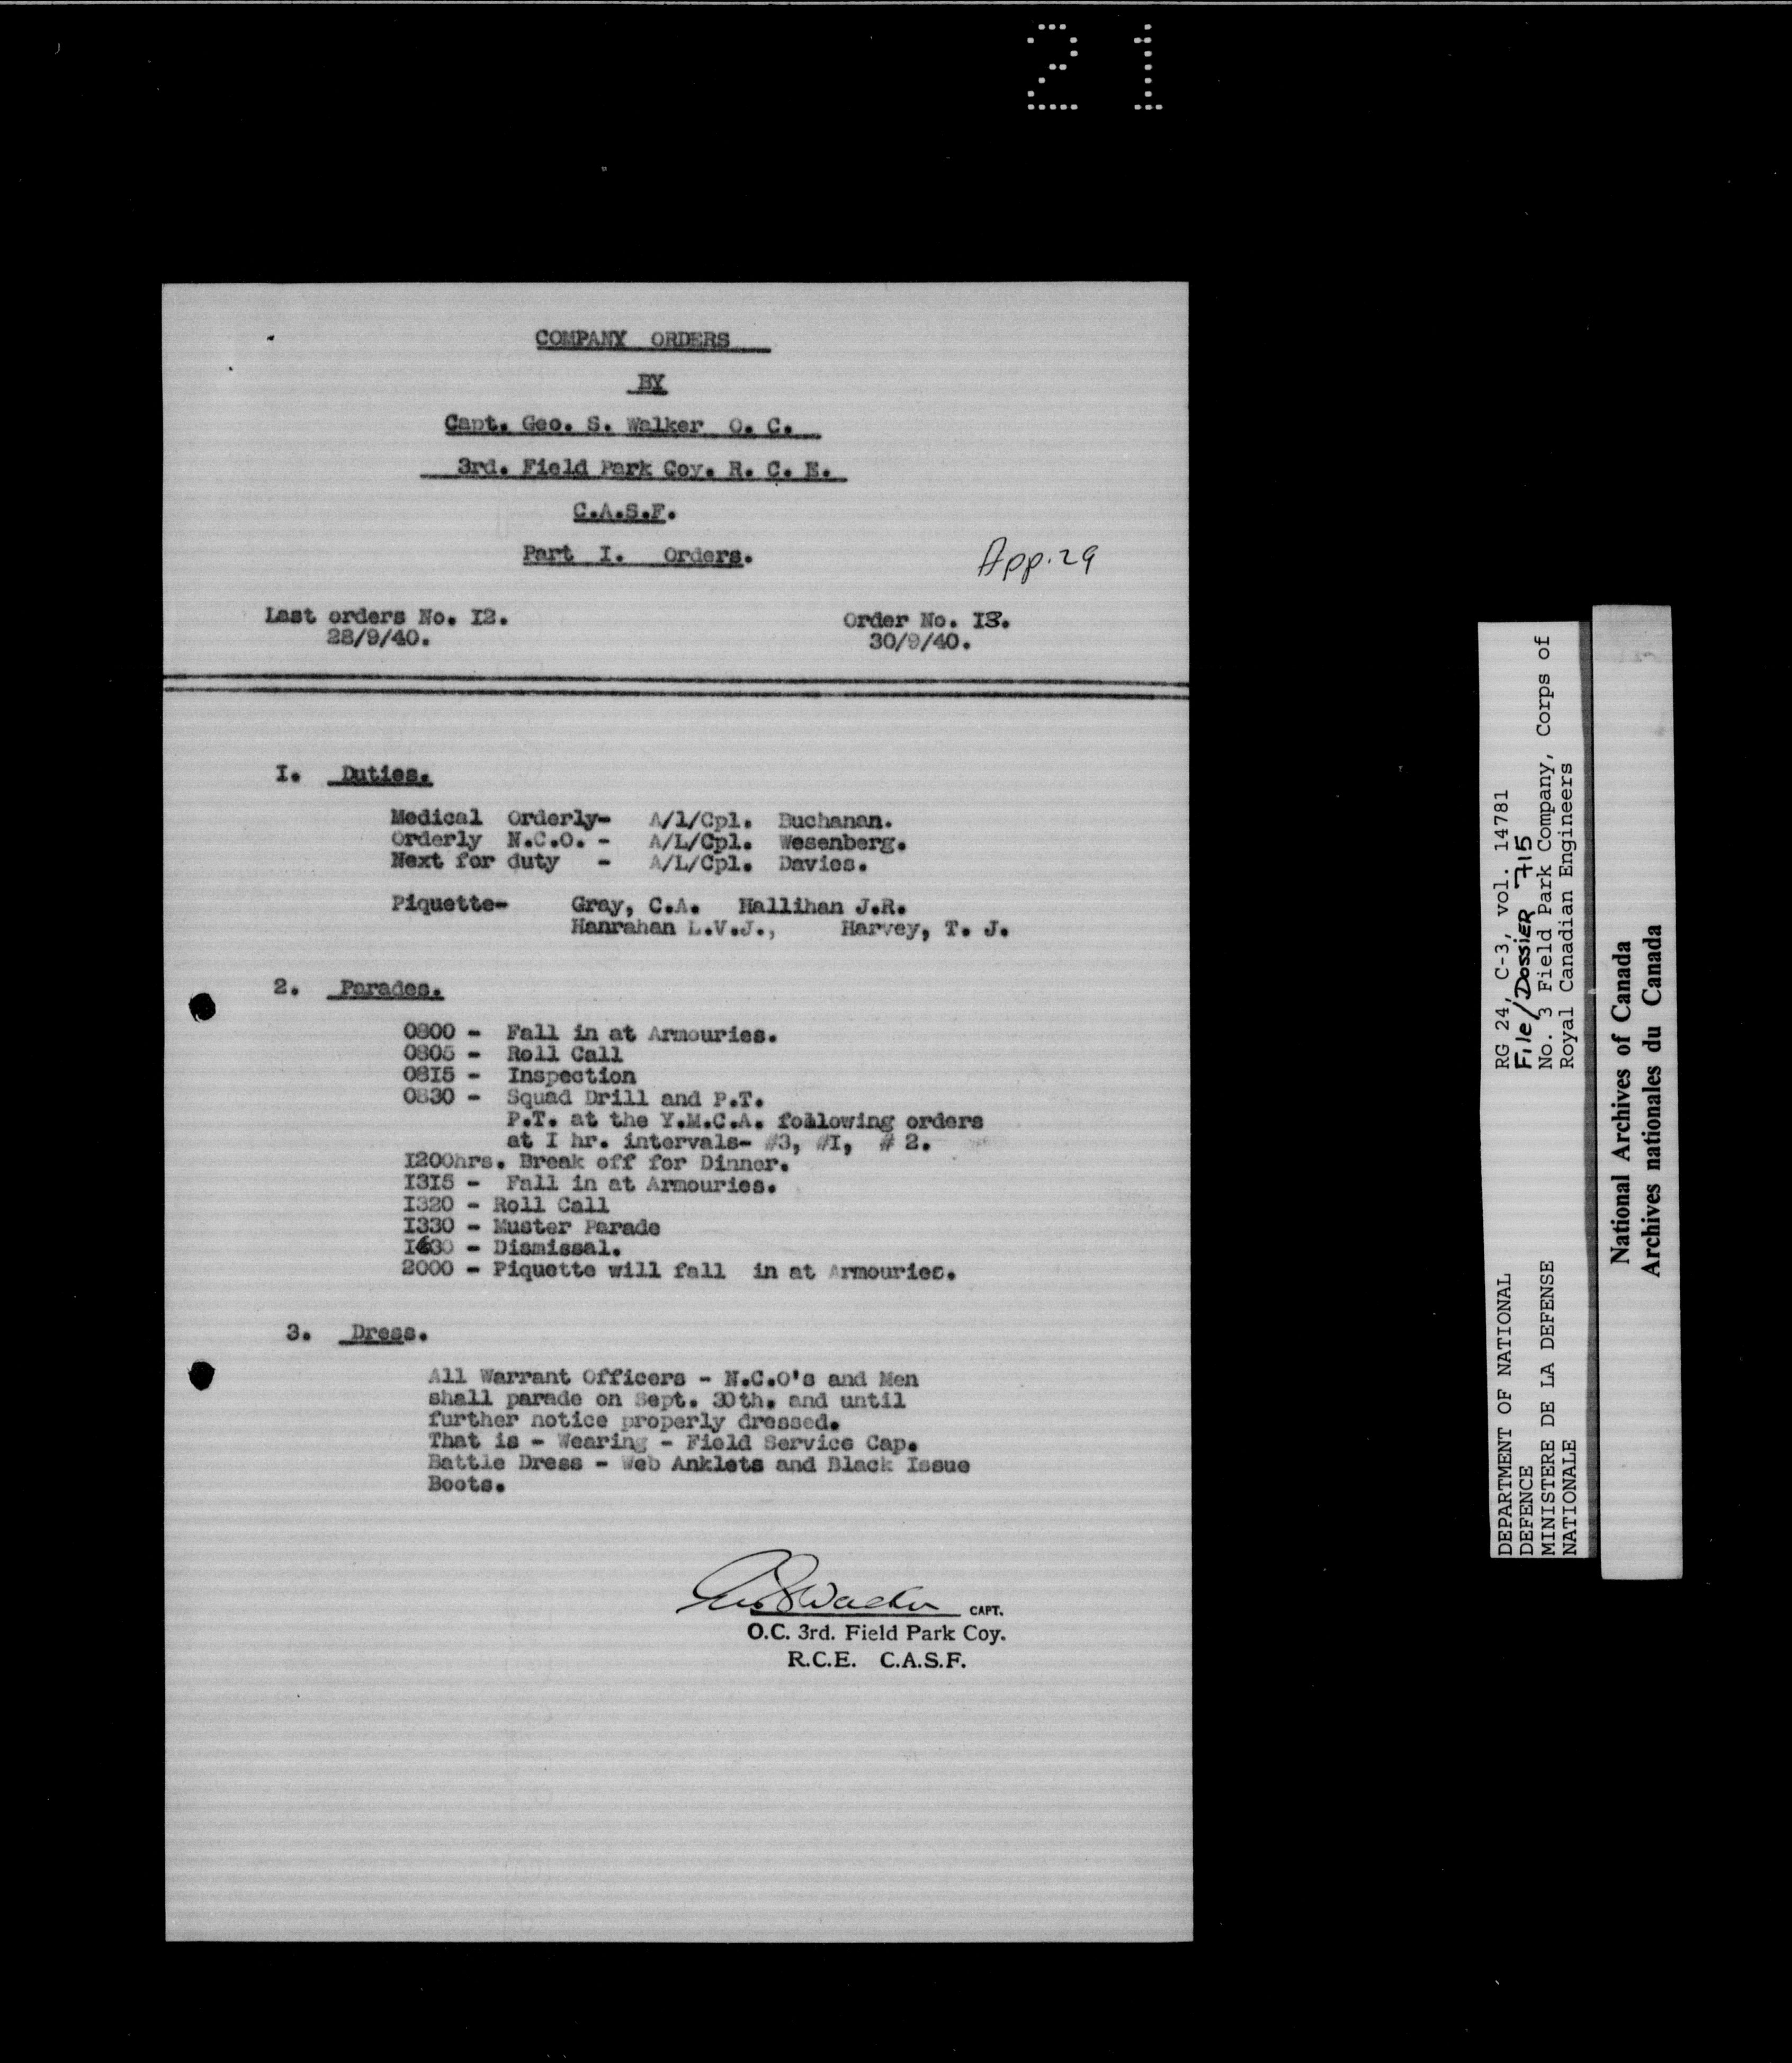 21
COMPANY ORDERS
BY
Capt. Geo. S. Walker O. C.
3rd. Field Park Coy. R. C. E.
C.A.S.F.
Part I. Orders.
App. 29
Last orders No. I2. Order No. I3.
28/9/40. 30/9/40.
I. Duties.
Medical Orderly- A/l/Cpl. Buchanan.
Orderly N.C.O. - A/L/Cpl. Wesenberg.
Next for duty - A/L/Cpl. Davies.
Piquette- Gray, C.A. Hallihan J.R.
Hanrahan L.V.J., Harvey, T. J.
2. Parades.
0800 - Fall in at Armouries.
0805 - Roll Call
08I5 - Inspection
0830 - Squad Drill and P.T.
P.T. at the Y.M.C.A. following orders
at I hr. intervals- #3, #I, # 2.
I200hrs. Break off for Dinner.
I3I5 - Fall in at Armouries.
I320 - Roll Call
I330 - Muster Parade
I630 - Dismissal.
2000 - Piquette will fall in at Armouries.
3. Dress.
All Warrant Officers - N.C.O's and Men
shall parade on Sept. 30th. and until
further notice properly dressed.
That is - Wearing - Field Service Cap.
Battle Dress - Web Anklets and Black Issue
Boots.
Geo S Walker CAPT.
O.C. 3rd. Field Park Coy.
R.C.E. C.A.S.F.
DEPARTMENT OF NATIONAL
DEFENCE
MINISTERE DE LA DEFENSE
NATIONALE
RG 24, C-3, vol. 14781
File/Dossier 715
No. 3 Field Park Company, Corps of
Royal Canadian Engineers
National Archives of Canada
Archives nationales du Canada